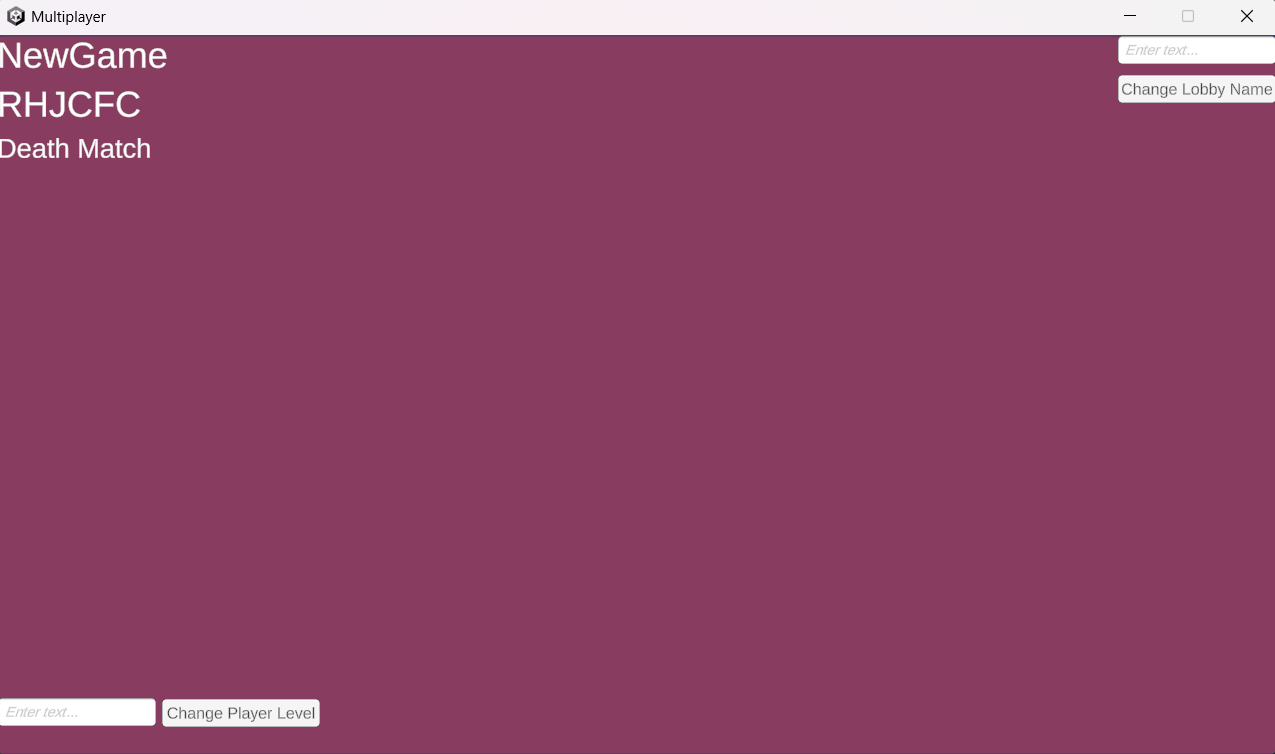 Multiplayer
NewGame
Enter text...
RHJCFC
Change Lobby Name
Death Match
Enter text...
Change Player Level